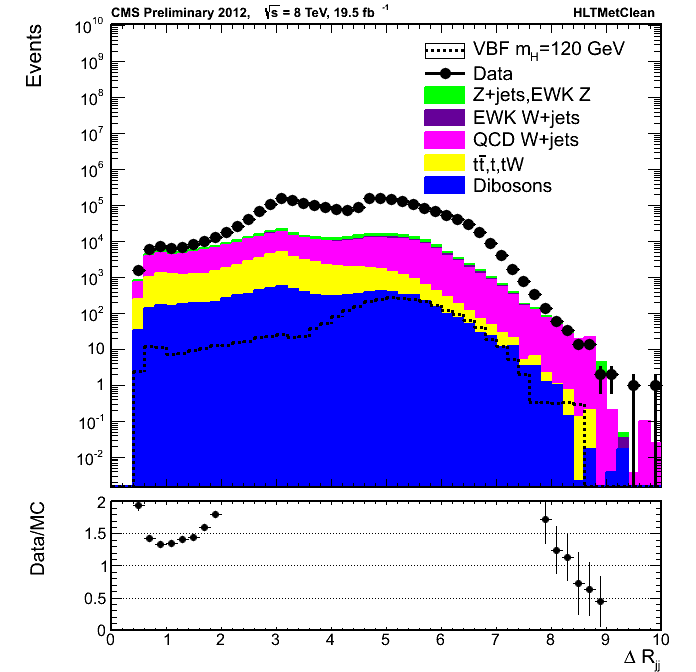 CMS Preliminary 2012, √s = 8 TeV, 19.5 fb⁻¹ HLTMetClean
Events
10¹⁰
10⁹
10⁸
10⁷
10⁶
10⁵
10⁴
10³
10²
10
1
10⁻¹
10⁻²
VBF m_H=120 GeV
Data
Z+jets,EWK Z
EWK W+jets
QCD W+jets
tt̄,t,tW
Dibosons
Data/MC
2
1.5
1
0.5
0
0 1 2 3 4 5 6 7 8 9 10
Δ R_jj